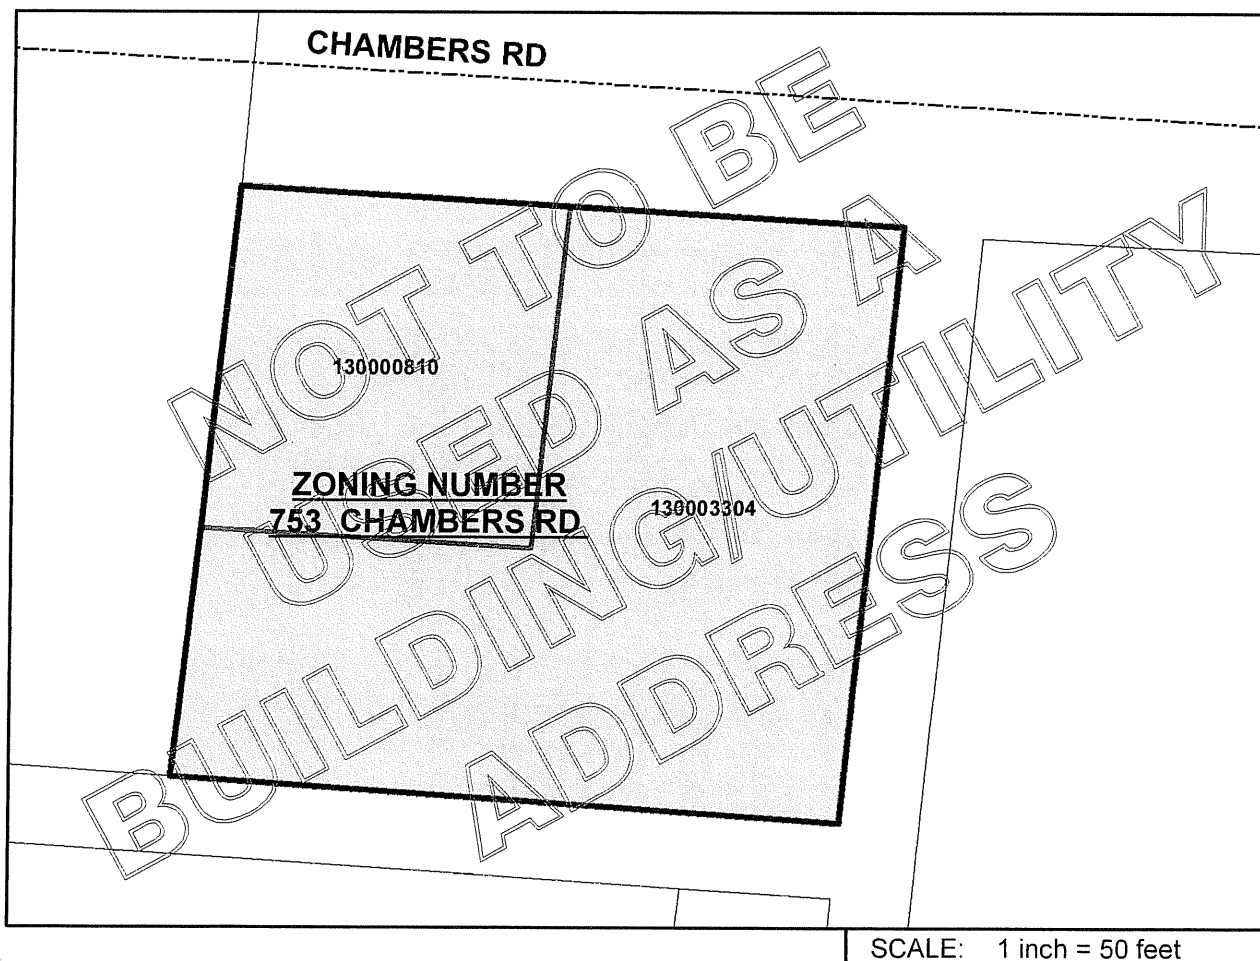 CHAMBERS RD
NOT TO BE
USED AS A
BUILDING/UTILITY
ADDRESS
130000810
ZONING NUMBER
753 CHAMBERS RD
130003304
SCALE: 1 inch = 50 feet